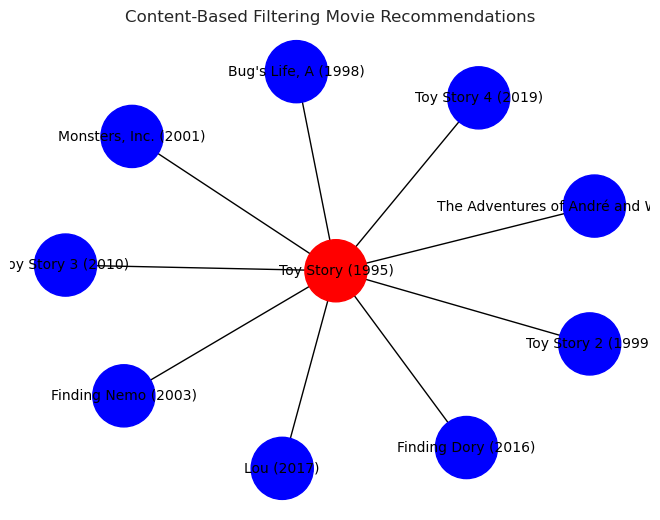 Content-Based Filtering Movie Recommendations
Bug's Life, A (1998)
Toy Story 4 (2019)
Monsters, Inc. (2001)
The Adventures of André and
oy Story 3 (2010)
Toy Story (1995)
Toy Story 2 (1999
Finding Nemo (2003)
Finding Dory (2016)
Lou (2017)